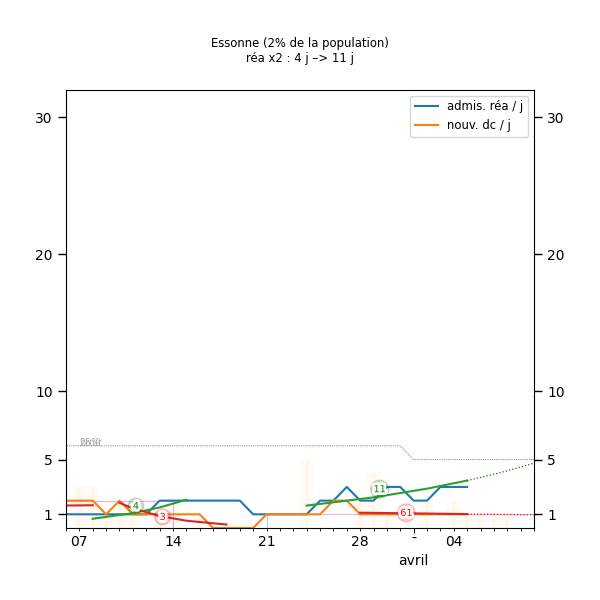 Essonne (2% de la population)
réa x2 : 4 j –> 11 j
admis. réa / j
nouv. dc / j
30 30
20 20
10 10
5 5
1 1
4
3
11
61
07 14 21 28 - 04
avril